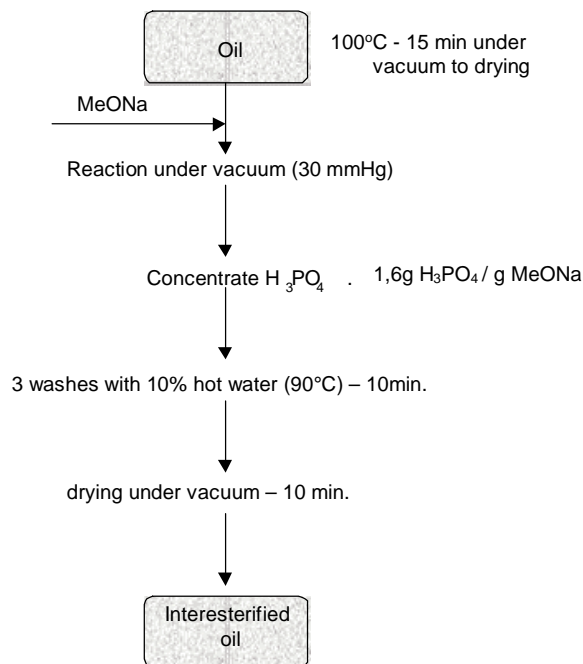 Oil
100°C - 15 min under
vacuum to drying
MeONa
Reaction under vacuum (30 mmHg)
Concentrate H₃PO₄ . 1,6g H₃PO₄ / g MeONa
3 washes with 10% hot water (90°C) – 10min.
drying under vacuum – 10 min.
Interesterified
oil